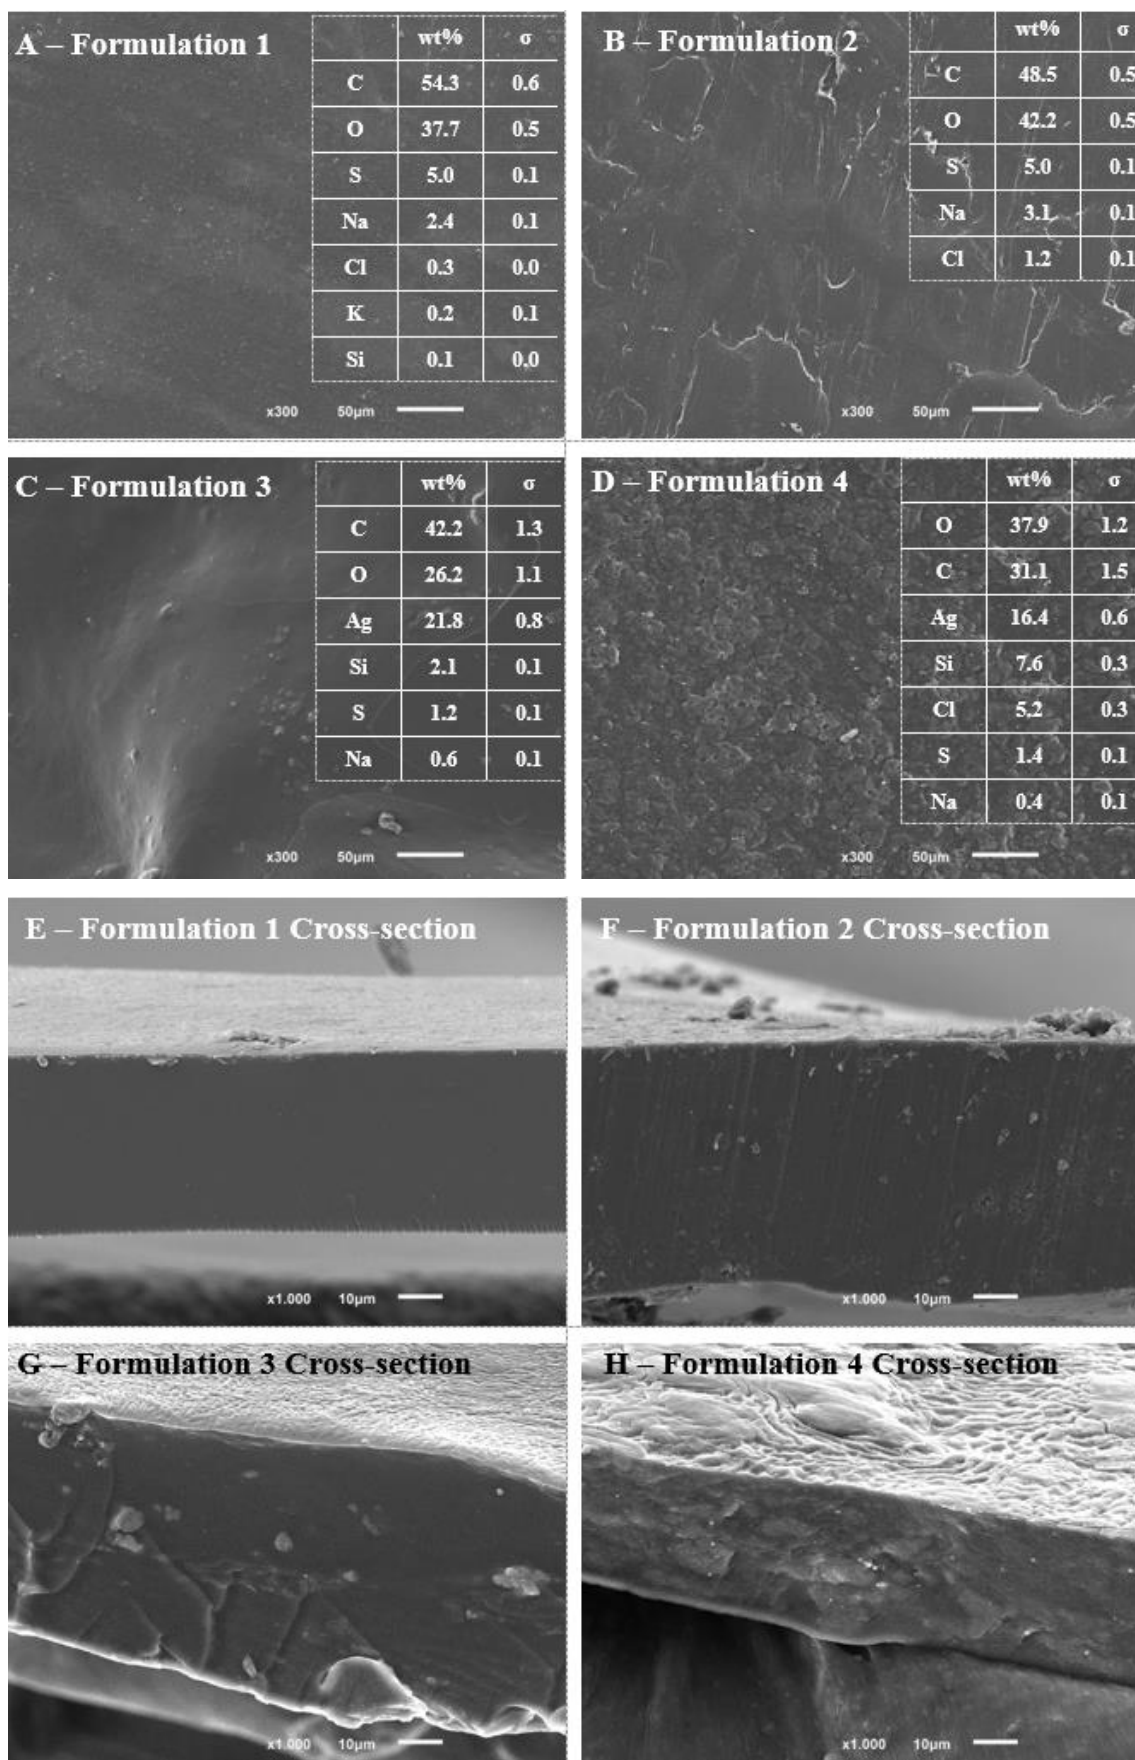 A – Formulation 1
wt% σ
C 54.3 0.6
O 37.7 0.5
S 5.0 0.1
Na 2.4 0.1
Cl 0.3 0.0
K 0.2 0.1
Si 0.1 0.0
x300 50µm
B – Formulation 2
wt% σ
C 48.5 0.5
O 42.2 0.5
S 5.0 0.1
Na 3.1 0.1
Cl 1.2 0.1
x300 50µm
C – Formulation 3
wt% σ
C 42.2 1.3
O 26.2 1.1
Ag 21.8 0.8
Si 2.1 0.1
S 1.2 0.1
Na 0.6 0.1
x300 50µm
D – Formulation 4
wt% σ
O 37.9 1.2
C 31.1 1.5
Ag 16.4 0.6
Si 7.6 0.3
Cl 5.2 0.3
S 1.4 0.1
Na 0.4 0.1
x300 50µm
E – Formulation 1 Cross-section
x1.000 10µm
F – Formulation 2 Cross-section
x1.000 10µm
G – Formulation 3 Cross-section
x1.000 10µm
H – Formulation 4 Cross-section
x1.000 10µm